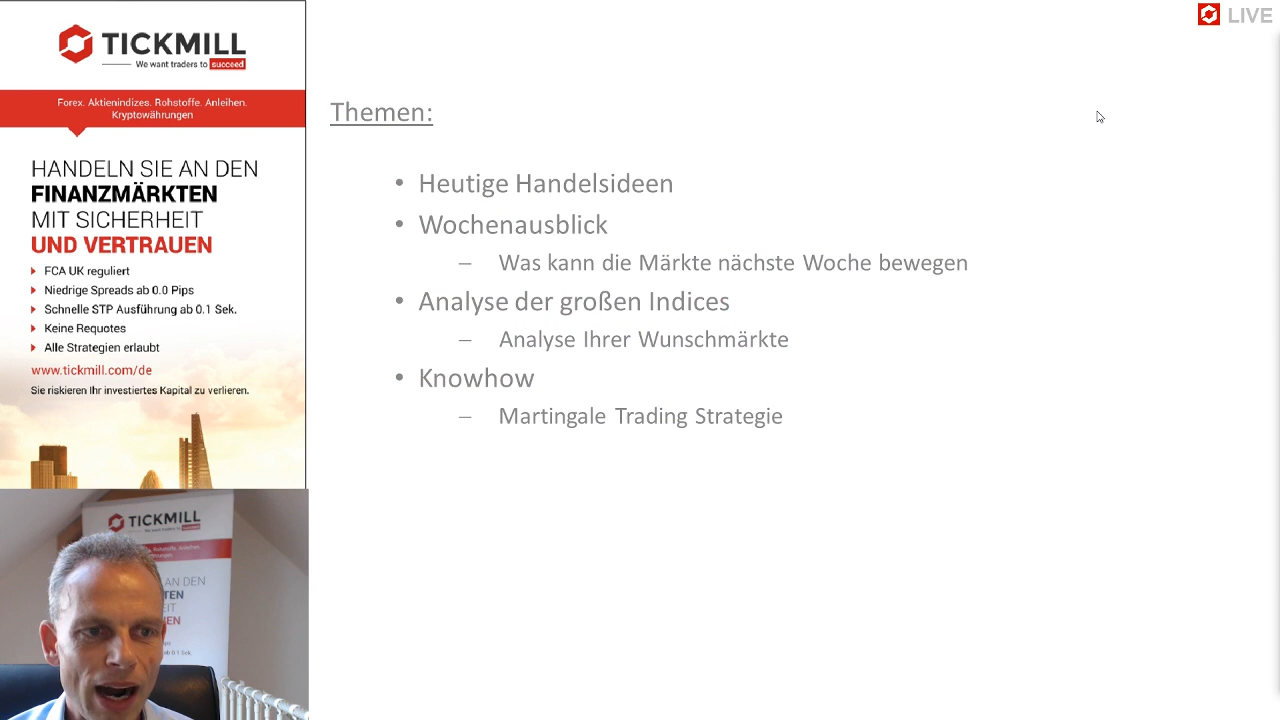 TICKMILL
We want traders to succeed
Forex. Aktienindizes. Rohstoffe. Anleihen.
Kryptowährungen
HANDELN SIE AN DEN
FINANZMÄRKTEN
MIT SICHERHEIT
UND VERTRAUEN
FCA UK reguliert
Niedrige Spreads ab 0.0 Pips
Schnelle STP Ausführung ab 0.1 Sek.
Keine Requotes
Alle Strategien erlaubt
www.tickmill.com/de
Sie riskieren Ihr investiertes Kapital zu verlieren.
LIVE
Themen:
• Heutige Handelsideen
• Wochenausblick
– Was kann die Märkte nächste Woche bewegen
• Analyse der großen Indices
– Analyse Ihrer Wunschmärkte
• Knowhow
– Martingale Trading Strategie
TICKMILL
AN DEN